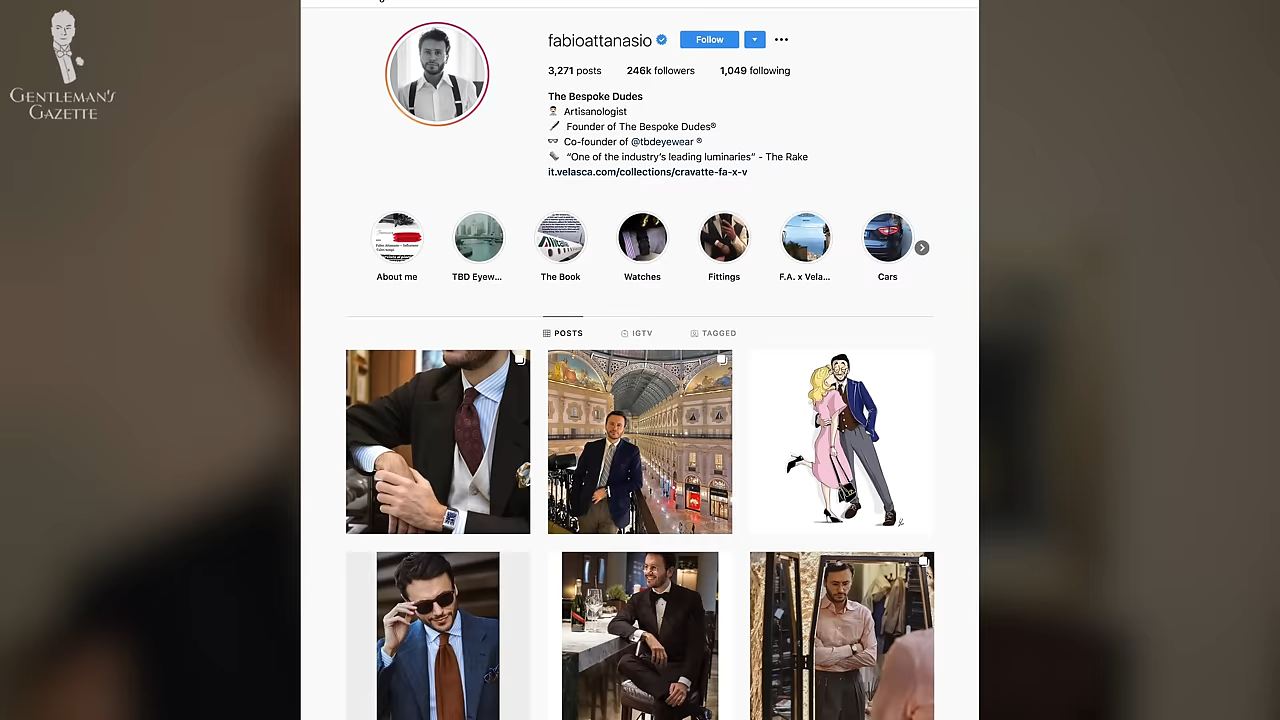 GENTLEMAN'S
GAZETTE
fabioattanasio
Follow
3,271 posts
246k followers
1,049 following
The Bespoke Dudes
Artisanologist
Founder of The Bespoke Dudes®
Co-founder of @tbdeyewear ®
“One of the industry’s leading luminaries” - The Rake
it.velasca.com/collections/cravatte-fa-x-v
About me
TBD Eyew...
The Book
Watches
Fittings
F.A. x Vela...
Cars
POSTS
IGTV
TAGGED